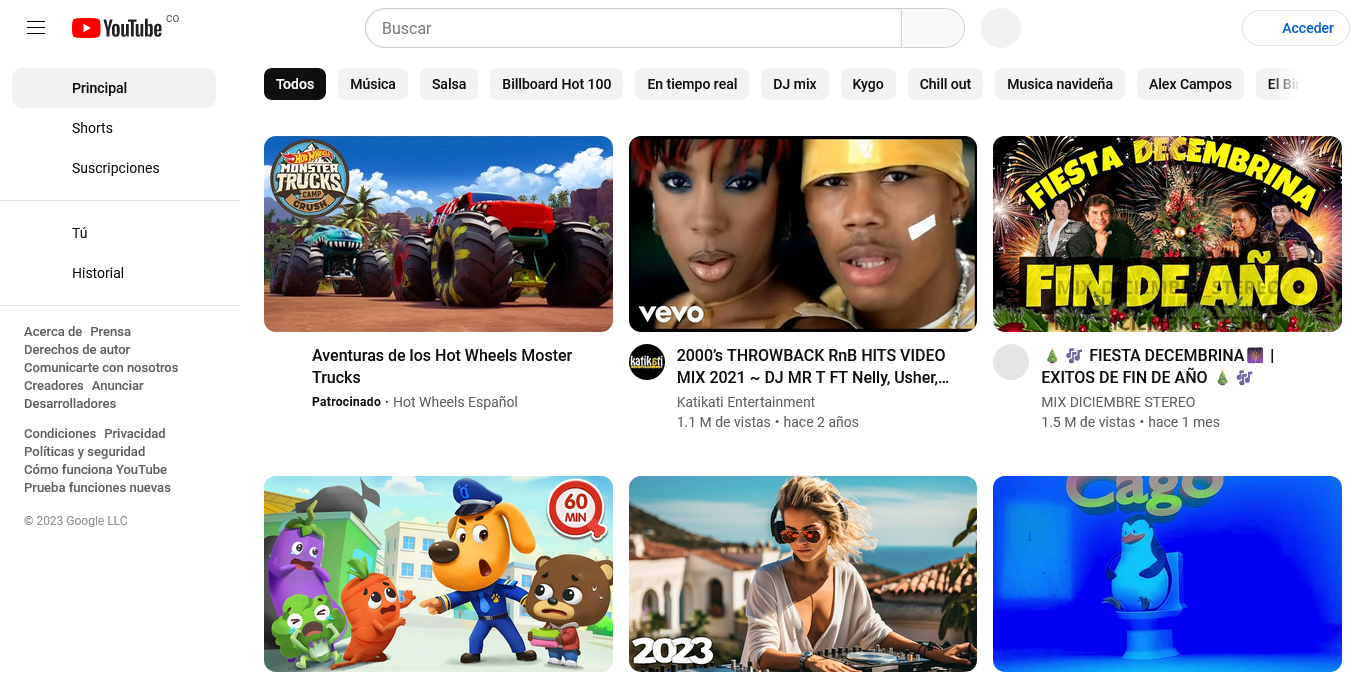 YouTube CO
Buscar
Acceder
Principal
Shorts
Suscripciones
Tú
Historial
Acerca de Prensa
Derechos de autor
Comunicarte con nosotros
Creadores Anunciar
Desarrolladores
Condiciones Privacidad
Políticas y seguridad
Cómo funciona YouTube
Prueba funciones nuevas
© 2023 Google LLC
Todos Música Salsa Billboard Hot 100 En tiempo real DJ mix Kygo Chill out Musica navideña Alex Campos El
HOT WHEELS
MONSTER
TRUCKS
CAMP
CRUSH
Aventuras de los Hot Wheels Moster
Trucks
Patrocinado · Hot Wheels Español
vevo
katikati
2000's THROWBACK RnB HITS VIDEO
MIX 2021 ~ DJ MR T FT Nelly, Usher,...
Katikati Entertainment
1.1 M de vistas • hace 2 años
FIESTA DECEMBRINA
FIN DE AÑO
MIX DICIEMBRE STEREO
MIX DICIEMBRE STEREO
🎄 🎶 FIESTA DECEMBRINA🎆 |
EXITOS DE FIN DE AÑO 🎄 🎶
MIX DICIEMBRE STEREO
1.5 M de vistas • hace 1 mes
60
MIN
2023
Cago